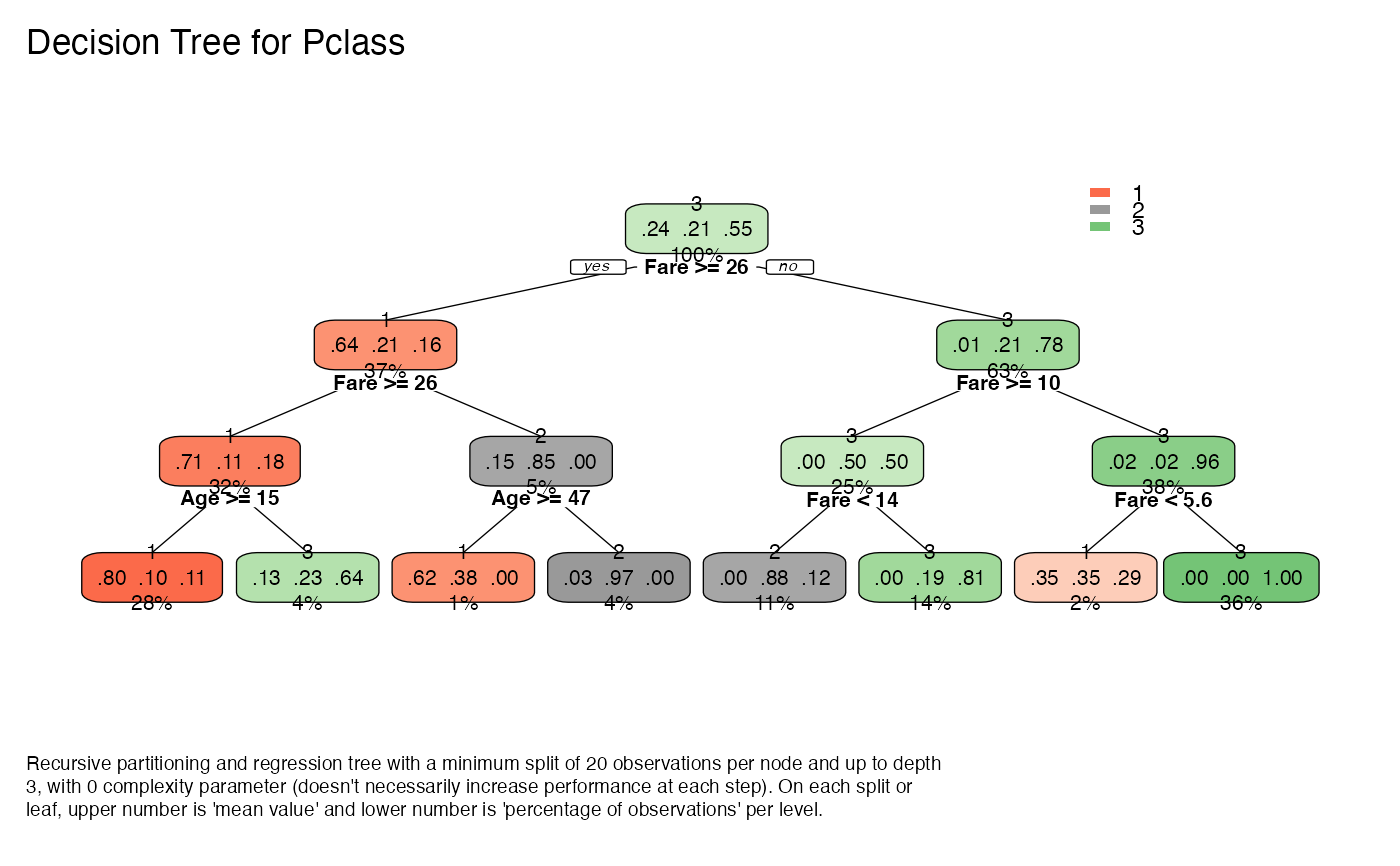 Decision Tree for Pclass
1
2
3
3
.24 .21 .55
100%
yes Fare >= 26 no
1
.64 .21 .16
37%
Fare >= 26
3
.01 .21 .78
63%
Fare >= 10
1
.71 .11 .18
32%
Age >= 15
2
.15 .85 .00
5%
Age >= 47
3
.00 .50 .50
25%
Fare < 14
3
.02 .02 .96
38%
Fare < 5.6
1
.80 .10 .11
28%
3
.13 .23 .64
4%
1
.62 .38 .00
1%
2
.03 .97 .00
4%
2
.00 .88 .12
11%
3
.00 .19 .81
14%
1
.35 .35 .29
2%
3
.00 .00 1.00
36%
Recursive partitioning and regression tree with a minimum split of 20 observations per node and up to depth
3, with 0 complexity parameter (doesn't necessarily increase performance at each step). On each split or
leaf, upper number is 'mean value' and lower number is 'percentage of observations' per level.